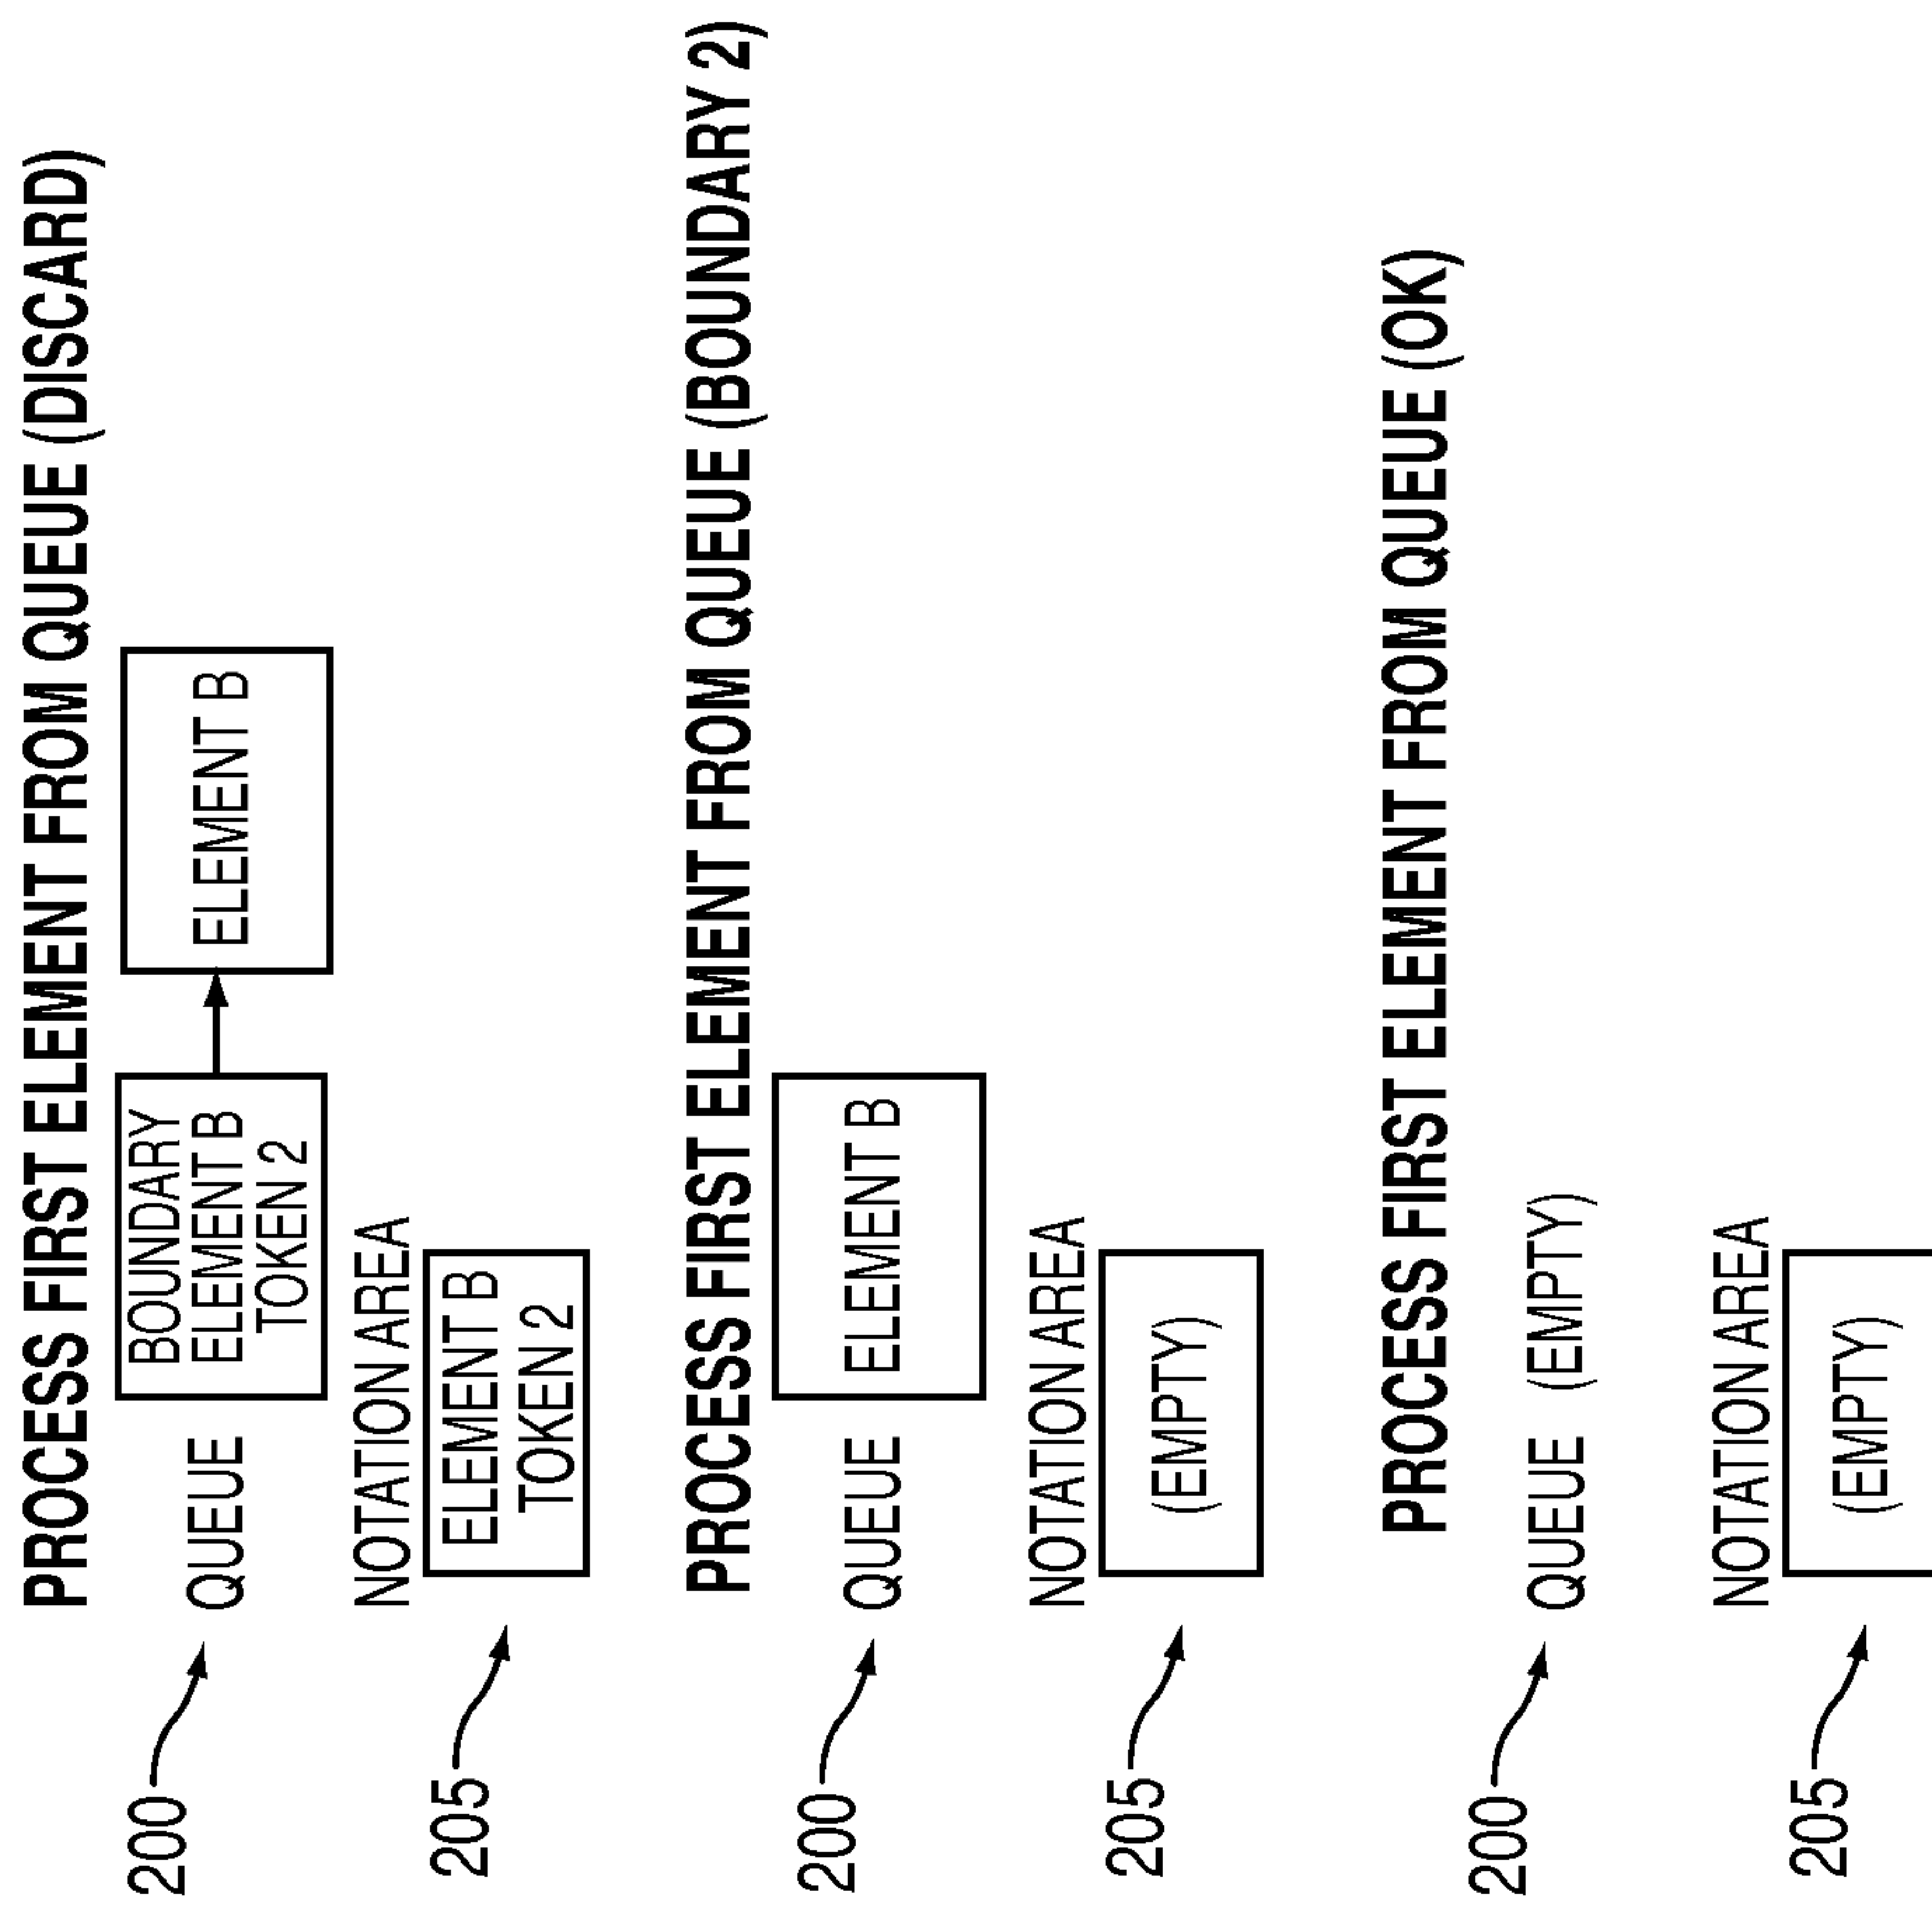 PROCESS FIRST ELEMENT FROM QUEUE (DISCARD)
200
QUEUE
BOUNDARY
ELEMENT B
TOKEN 2
ELEMENT B
NOTATION AREA
205
ELEMENT B
TOKEN 2
PROCESS FIRST ELEMENT FROM QUEUE (BOUNDARY 2)
200
QUEUE
ELEMENT B
NOTATION AREA
205
(EMPTY)
PROCESS FIRST ELEMENT FROM QUEUE (OK)
200
QUEUE (EMPTY)
NOTATION AREA
205
(EMPTY)